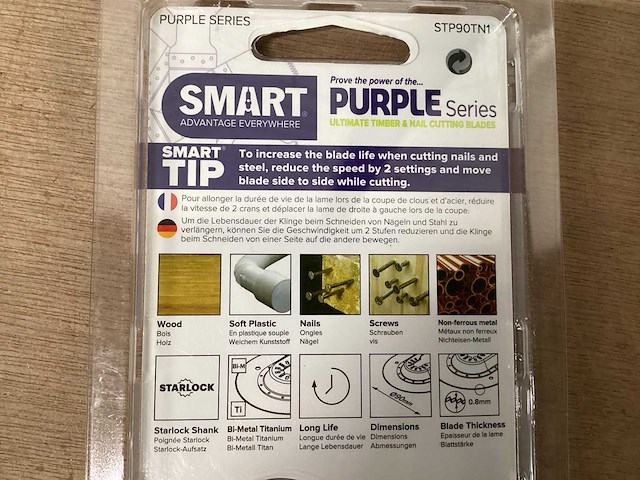 PURPLE SERIES
STP90TN1
SMART
ADVANTAGE EVERYWHERE
Prove the power of the...
PURPLE Series
ULTIMATE TIMBER & NAIL CUTTING BLADES
SMART
TIP
To increase the blade life when cutting nails and
steel, reduce the speed by 2 settings and move
blade side to side while cutting.
Pour allonger la durée de vie de la lame lors de la coupe de clous et d'acier, réduire
la vitesse de 2 crans et déplacer la lame de droite à gauche lors de la coupe:
Um die Lebensdauer der Klinge beim Schneiden von Nägeln und Stahl zu
verlängern, können Sie die Geschwindigkeit um 2 Stufen reduzieren und die Klinge
beim Schneiden von einer Seite auf die andere bewegen.
Wood
Bois
Holz
Soft Plastic
En plastique souple
Weichem Kunststoff
Nails
Ongles
Nägel
Screws
Schrauben
vis
Non-ferrous metal
Métaux non ferreux
Nichteisen-Metall
STARLOCK
Bi-M
Ti
Ø90mm
0.8mm
Starlock Shank
Poignée Starlock
Starlock-Aufsatz
Bi-Metal Titanium
Bi-Metal Titanium
Bi-Metall Titan
Long Life
Longue durée de vie
Lange Lebensdauer
Dimensions
Dimensions
Abmessungen
Blade Thickness
Epaisseur de la lame
Blattstärke